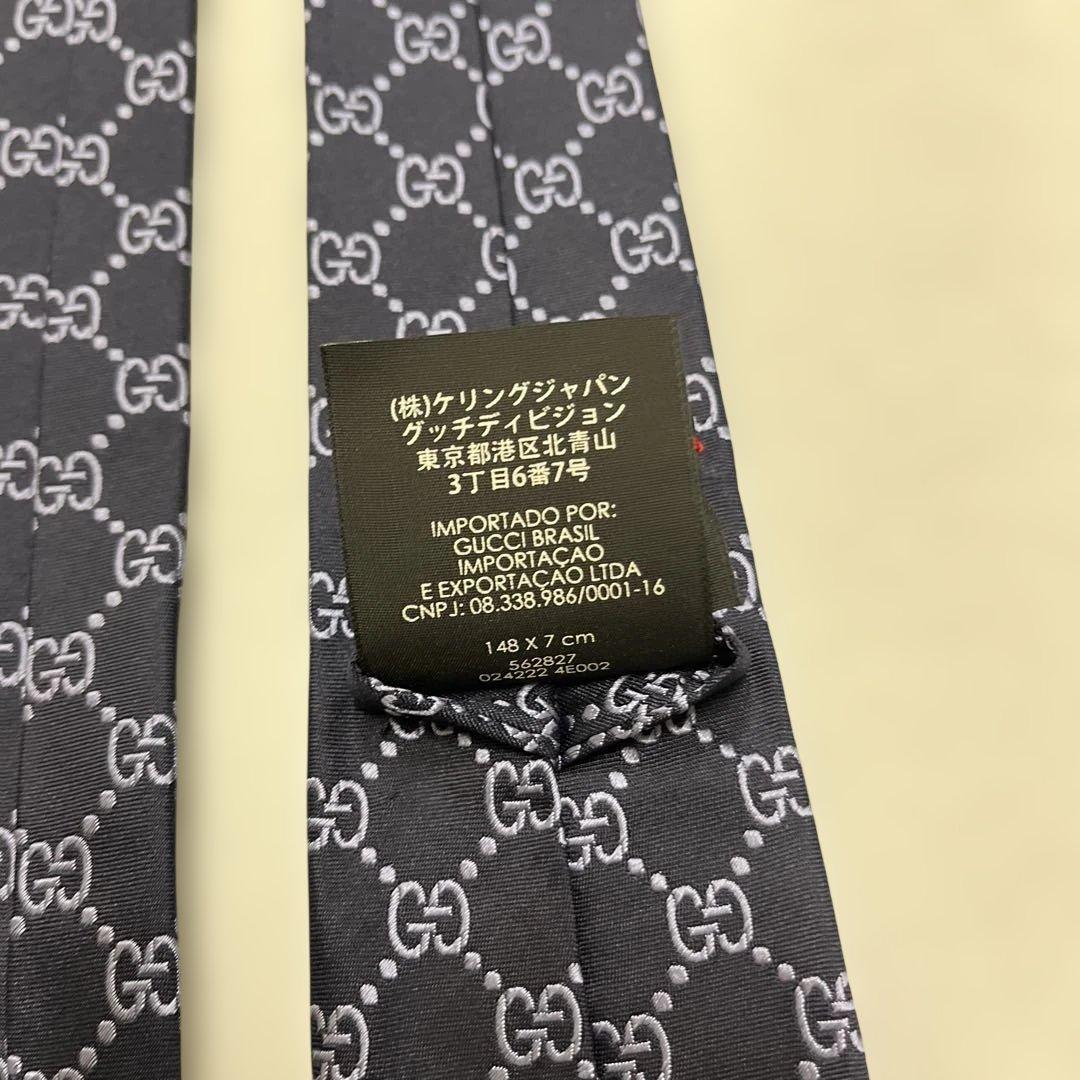 (株)ケリングジャパン
グッチディビジョン
東京都港区北青山
3丁目6番7号
IMPORTADO POR:
GUCCI BRASIL
IMPORTAÇAO
E EXPORTAÇAO LTDA
CNPJ: 08.338.986/0001-16
148 X 7 cm
562827
024222 4E002